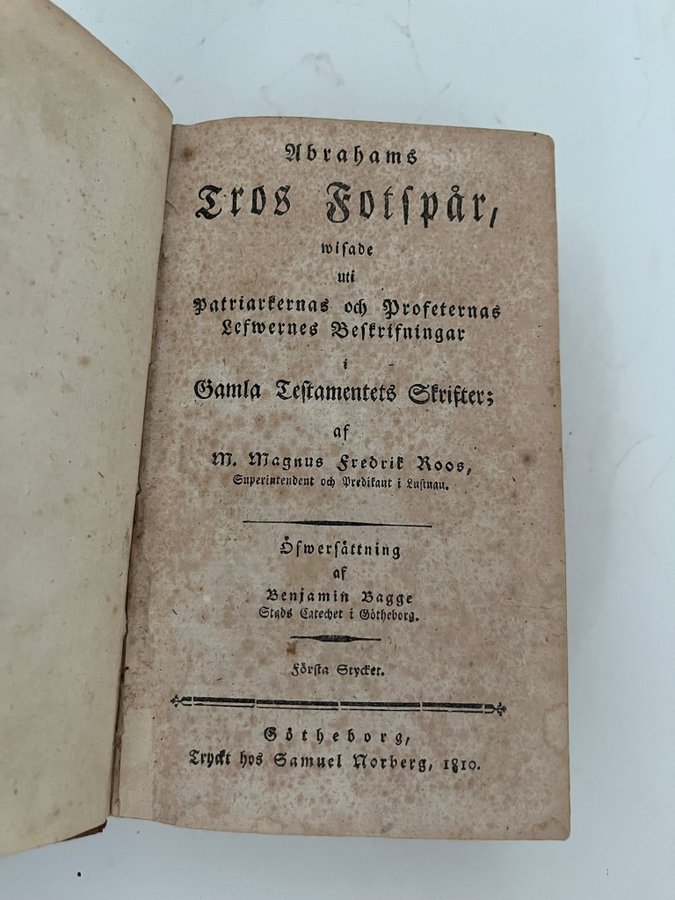 Abrahams
Tros Fotspår,
wisade
uti
Patriarkernas och Profeternas
Lefwernes Beskrifningar
i
Gamla Testamentets Skrifter;
af
M. Magnus Fredrik Roos,
Superintendent och Predikant i Lustnau.
Öfwersättning
af
Benjamin Bagge
Stads Catechet i Götheborg.
Första Stycket.
Götheborg,
Tryckt hos Samuel Norberg, 1810.